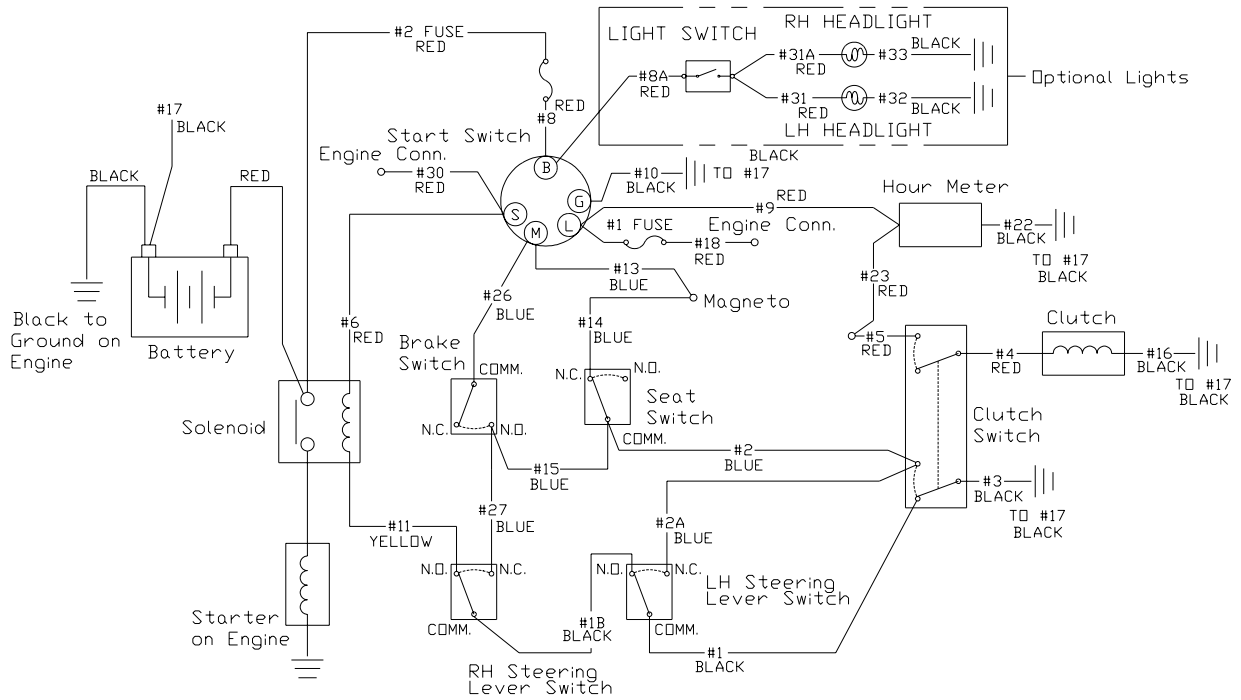 #2 FUSE
RED
LIGHT SWITCH
RH HEADLIGHT
BLACK
#31A
RED
#33
#8A
RED
Optional Lights
#31
RED
#32
BLACK
LH HEADLIGHT
#17
BLACK
RED
#8
Start Switch
Engine Conn.
#30
RED
B
G
L
M
S
BLACK
#10
BLACK
TO #17
BLACK
RED
RED
#9
Hour Meter
#1 FUSE
Engine Conn.
#18
RED
#22
BLACK
TO #17
BLACK
#23
RED
#13
BLUE
Magneto
#26
BLUE
#14
BLUE
#6
RED
Black to
Ground on
Engine
Battery
Brake
Switch
COMM.
N.C.
N.O.
N.C.
N.O.
Seat
Switch
COMM.
#5
RED
#4
RED
Clutch
#16
BLACK
TO #17
BLACK
Clutch
Switch
Solenoid
#2
BLUE
#15
BLUE
#3
BLACK
TO #17
BLACK
#27
BLUE
#2A
BLUE
#11
YELLOW
N.O.
N.C.
COMM.
N.O.
N.C.
COMM.
LH Steering
Lever Switch
Starter
on Engine
#1B
BLACK
#1
BLACK
RH Steering
Lever Switch